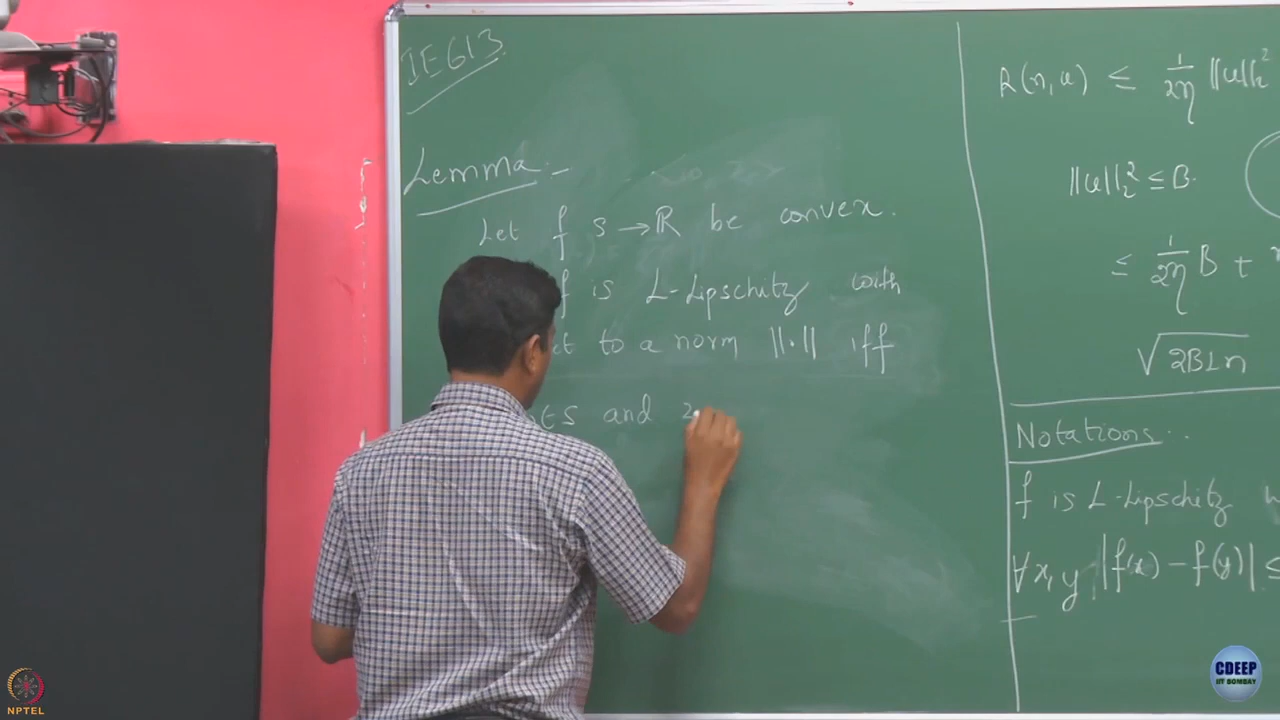 IE613
Lemma:-
Let f S → ℝ be convex.
f is L-Lipschitz with
to a norm ||·|| iff
∈ S and
R(n,u) ≤ 1/2η ||u||₂²
||u||₂² ≤ B.
≤ 1/2η B +
√2BLn
Notations..
f is L-Lipschitz
∀x, y |f(x) - f(y)| ≤
NPTEL
CDEEP
IIT BOMBAY